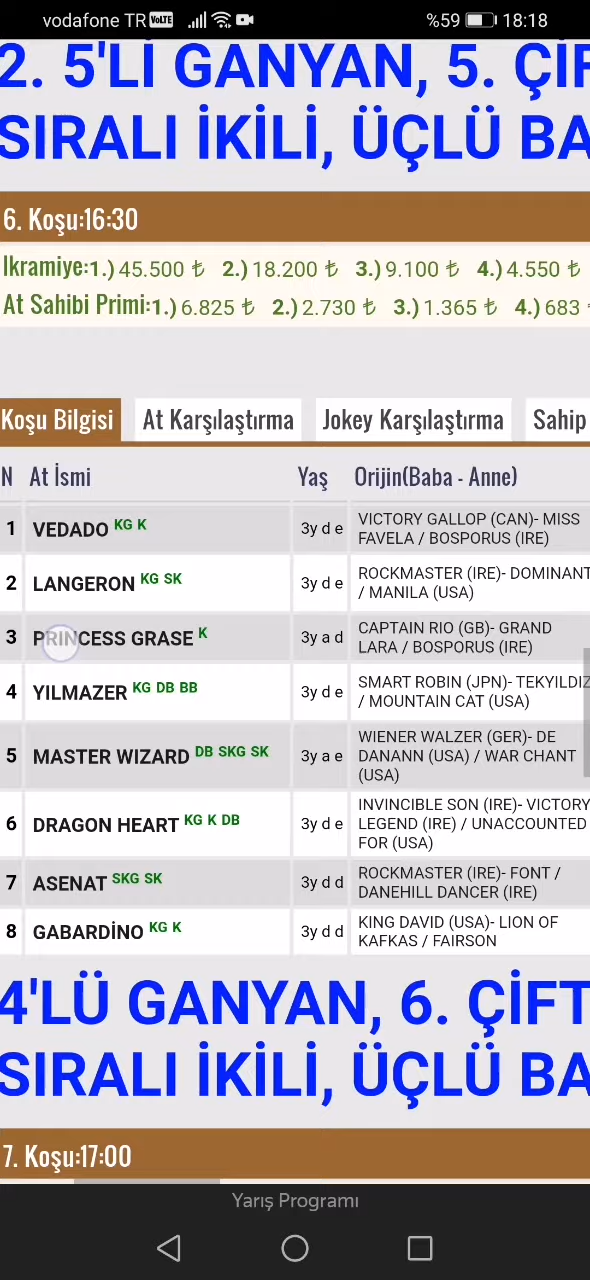 vodafone TR VoLTE %59 18:18
2. 5'Lİ GANYAN, 5. ÇİF
SIRALI İKİLİ, ÜÇLÜ BA
6. Koşu:16:30
Ikramiye:1.) 45.500 ₺ 2.) 18.200 ₺ 3.) 9.100 ₺ 4.) 4.550 ₺
At Sahibi Primi:1.) 6.825 ₺ 2.) 2.730 ₺ 3.) 1.365 ₺ 4.) 683
Koşu Bilgisi At Karşılaştırma Jokey Karşılaştırma Sahip
N At İsmi Yaş Orijin(Baba - Anne)
1 VEDADO KG K 3y d e VICTORY GALLOP (CAN)- MISS
FAVELA / BOSPORUS (IRE)
2 LANGERON KG SK 3y d e ROCKMASTER (IRE)- DOMINANT
/ MANILA (USA)
3 PRINCESS GRASE K 3y a d CAPTAIN RIO (GB)- GRAND
LARA / BOSPORUS (IRE)
4 YILMAZER KG DB BB 3y d e SMART ROBIN (JPN)- TEKYILDIZ
/ MOUNTAIN CAT (USA)
5 MASTER WIZARD DB SKG SK 3y a e WIENER WALZER (GER)- DE
DANANN (USA) / WAR CHANT
(USA)
6 DRAGON HEART KG K DB 3y d e INVINCIBLE SON (IRE)- VICTORY
LEGEND (IRE) / UNACCOUNTED
FOR (USA)
7 ASENAT SKG SK 3y d d ROCKMASTER (IRE)- FONT /
DANEHILL DANCER (IRE)
8 GABARDİNO KG K 3y d d KING DAVID (USA)- LION OF
KAFKAS / FAIRSON
4'LÜ GANYAN, 6. ÇİFT
SIRALI İKİLİ, ÜÇLÜ BA
7. Koşu:17:00
Yarış Programı